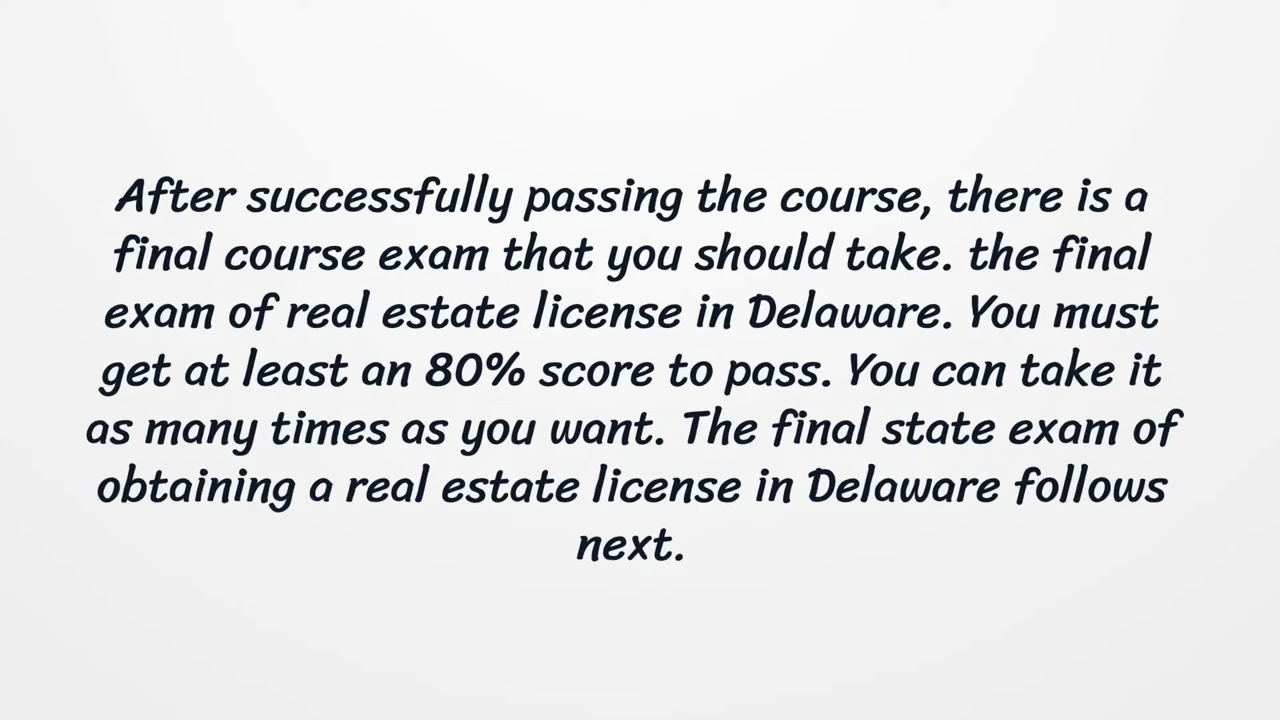 After successfully passing the course, there is a
final course exam that you should take. the final
exam of real estate license in Delaware. You must
get at least an 80% score to pass. You can take it
as many times as you want. The final state exam of
obtaining a real estate license in Delaware follows
next.